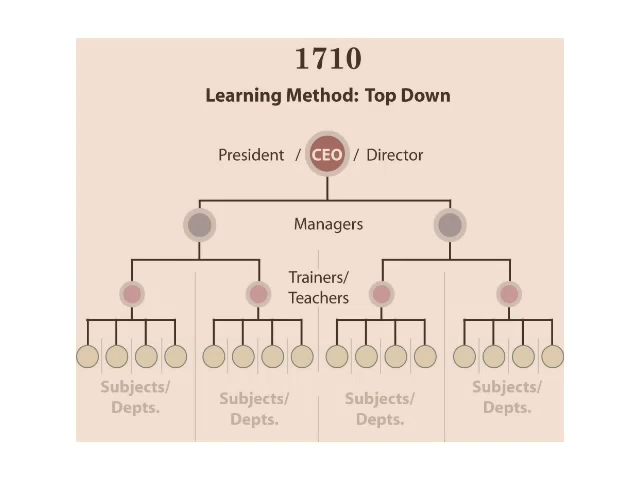 1710
Learning Method: Top Down
President / CEO / Director
Managers
Trainers/
Teachers
Subjects/
Depts.
Subjects/
Depts.
Subjects/
Depts.
Subjects/
Depts.